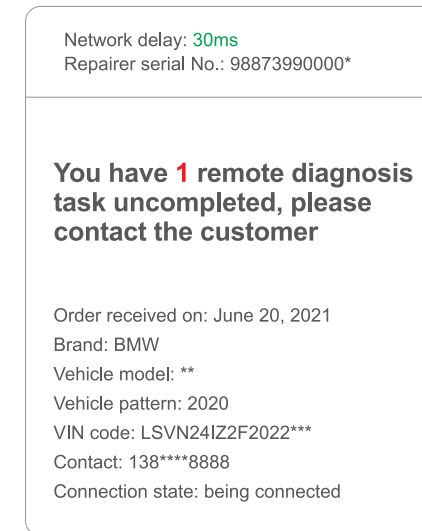 Network delay: 30ms
Repairer serial No.: 98873990000*
You have 1 remote diagnosis
task uncompleted, please
contact the customer
Order received on: June 20, 2021
Brand: BMW
Vehicle model: **
Vehicle pattern: 2020
VIN code: LSVN24IZ2F2022***
Contact: 138****8888
Connection state: being connected